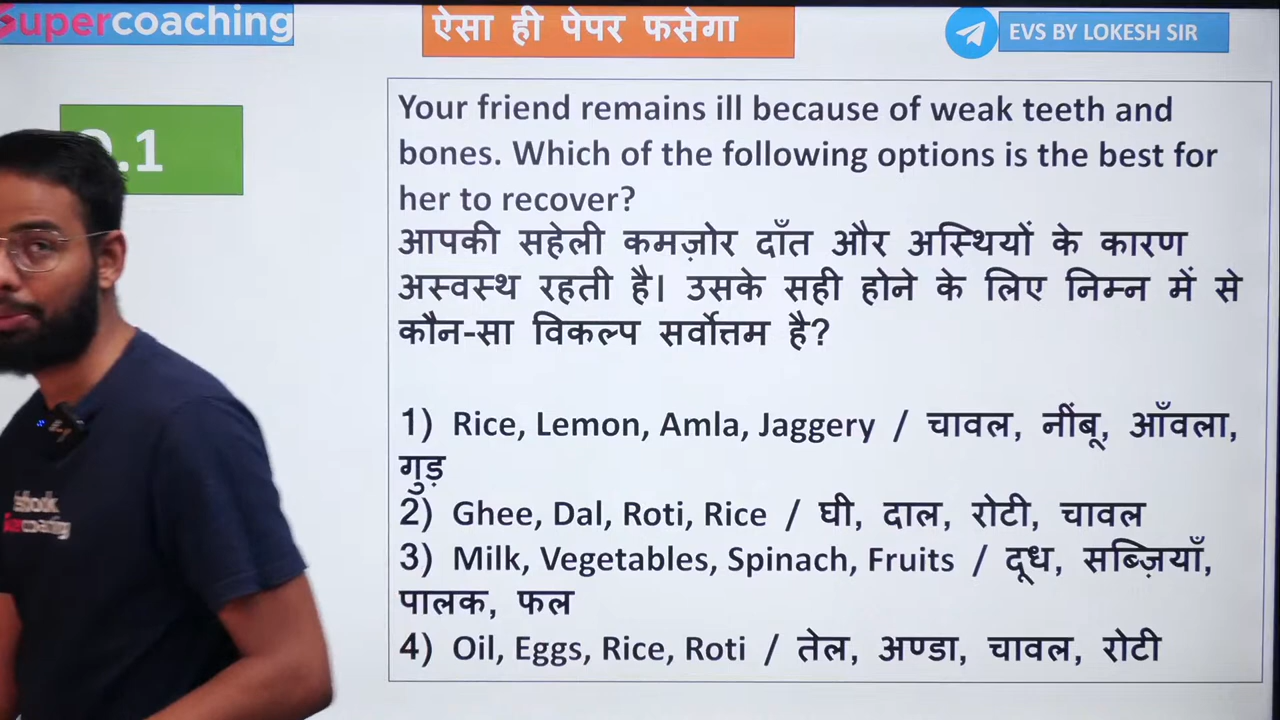 Supercoaching
ऐसा ही पेपर फसेगा
EVS BY LOKESH SIR
.1
Your friend remains ill because of weak teeth and
bones. Which of the following options is the best for
her to recover?
आपकी सहेली कमज़ोर दाँत और अस्थियों के कारण
अस्वस्थ रहती है। उसके सही होने के लिए निम्न में से
कौन-सा विकल्प सर्वोत्तम है?
1) Rice, Lemon, Amla, Jaggery / चावल, नींबू, आँवला,
गुड़
2) Ghee, Dal, Roti, Rice / घी, दाल, रोटी, चावल
3) Milk, Vegetables, Spinach, Fruits / दूध, सब्ज़ियाँ,
पालक, फल
4) Oil, Eggs, Rice, Roti / तेल, अण्डा, चावल, रोटी
coaching